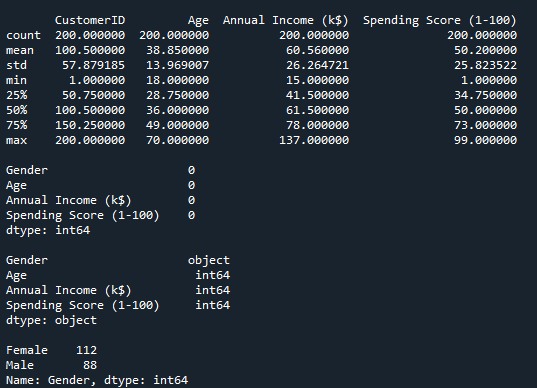 CustomerID Age Annual Income (k$) Spending Score (1-100)
count 200.000000 200.000000 200.000000 200.000000
mean 100.500000 38.850000 60.560000 50.200000
std 57.879185 13.969007 26.264721 25.823522
min 1.000000 18.000000 15.000000 1.000000
25% 50.750000 28.750000 41.500000 34.750000
50% 100.500000 36.000000 61.500000 50.000000
75% 150.250000 49.000000 78.000000 73.000000
max 200.000000 70.000000 137.000000 99.000000
Gender 0
Age 0
Annual Income (k$) 0
Spending Score (1-100) 0
dtype: int64
Gender object
Age int64
Annual Income (k$) int64
Spending Score (1-100) int64
dtype: object
Female 112
Male 88
Name: Gender, dtype: int64